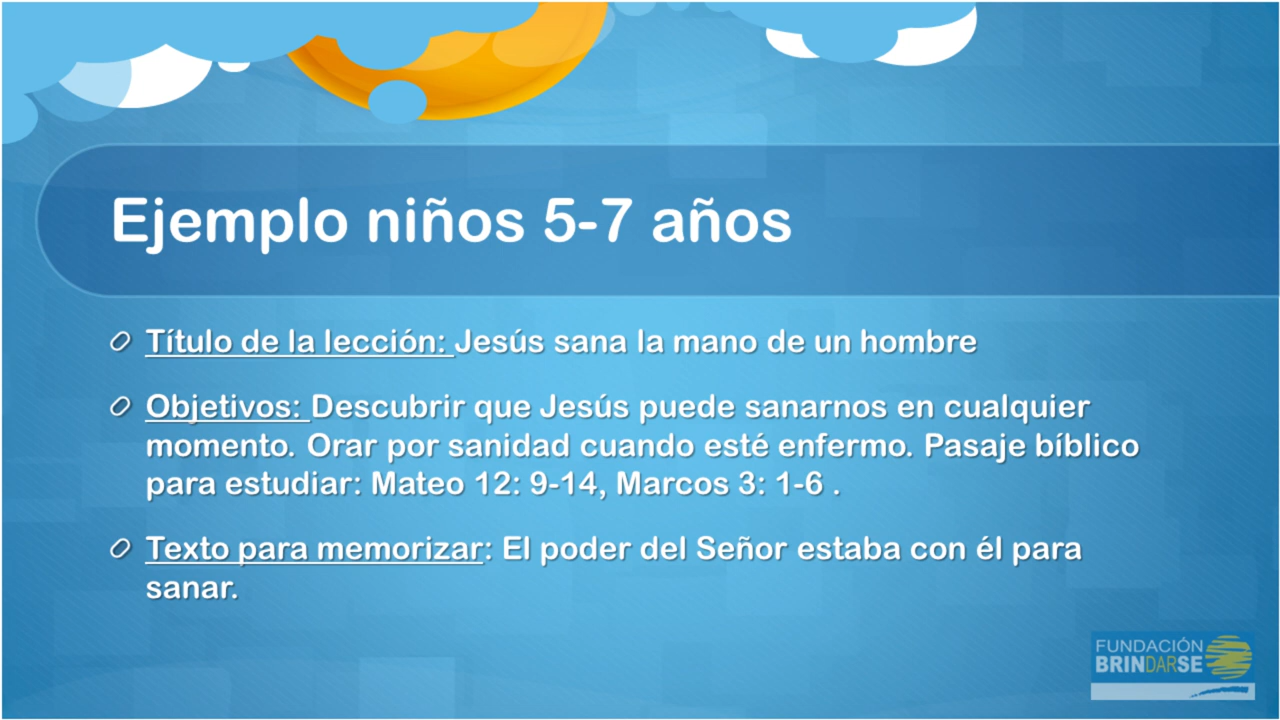 Ejemplo niños 5-7 años
Título de la lección: Jesús sana la mano de un hombre
Objetivos: Descubrir que Jesús puede sanarnos en cualquier
momento. Orar por sanidad cuando esté enfermo. Pasaje bíblico
para estudiar: Mateo 12: 9-14, Marcos 3: 1-6 .
Texto para memorizar: El poder del Señor estaba con él para
sanar.
FUNDACIÓN
BRINDARSE